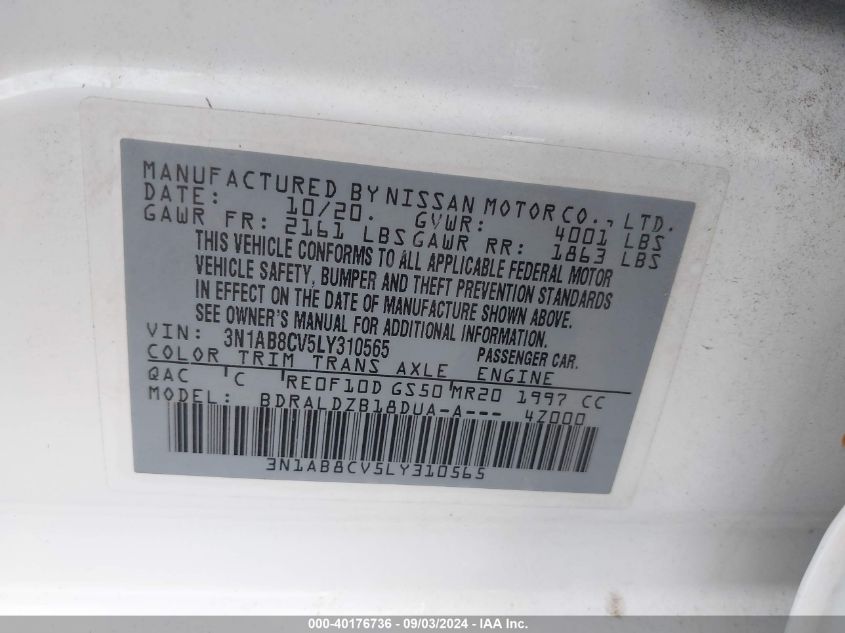 MANUFACTURED BY NISSAN MOTOR CO., LTD.
DATE: 10/20. GVWR: 4001 LBS
GAWR FR: 2161 LBS GAWR RR: 1863 LBS
THIS VEHICLE CONFORMS TO ALL APPLICABLE FEDERAL MOTOR
VEHICLE SAFETY, BUMPER AND THEFT PREVENTION STANDARDS
IN EFFECT ON THE DATE OF MANUFACTURE SHOWN ABOVE.
SEE OWNER'S MANUAL FOR ADDITIONAL INFORMATION.
VIN: 3N1AB8CV5LY310565 PASSENGER CAR.
COLOR TRIM TRANS AXLE ENGINE
QAC C RE0F10D GS50 MR20 1997 CC
MODEL: BDRALDZB18DUA-A--- 4Z000
3N1AB8CV5LY310565
000-40176736 - 09/03/2024 - IAA Inc.